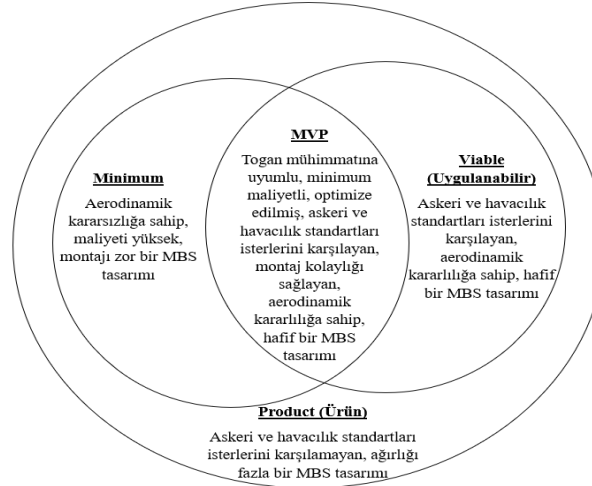 Minimum
Aerodinamik
kararsızlığa sahip,
maliyeti yüksek,
montajı zor bir MBS
tasarımı
MVP
Togan mühimmatına
uyumlu, minimum
maliyetli, optimize
edilmiş, askeri ve
havacılık standartları
isterlerini karşılayan,
montaj kolaylığı
sağlayan,
aerodinamik
kararlılığa sahip,
hafif bir MBS
tasarımı
Viable
(Uygulanabilir)
Askeri ve havacılık
standartları isterlerini
karşılayan,
aerodinamik
kararlılığa sahip, hafif
bir MBS tasarımı
Product (Ürün)
Askeri ve havacılık standartları
isterlerini karşılamayan, ağırlığı
fazla bir MBS tasarımı